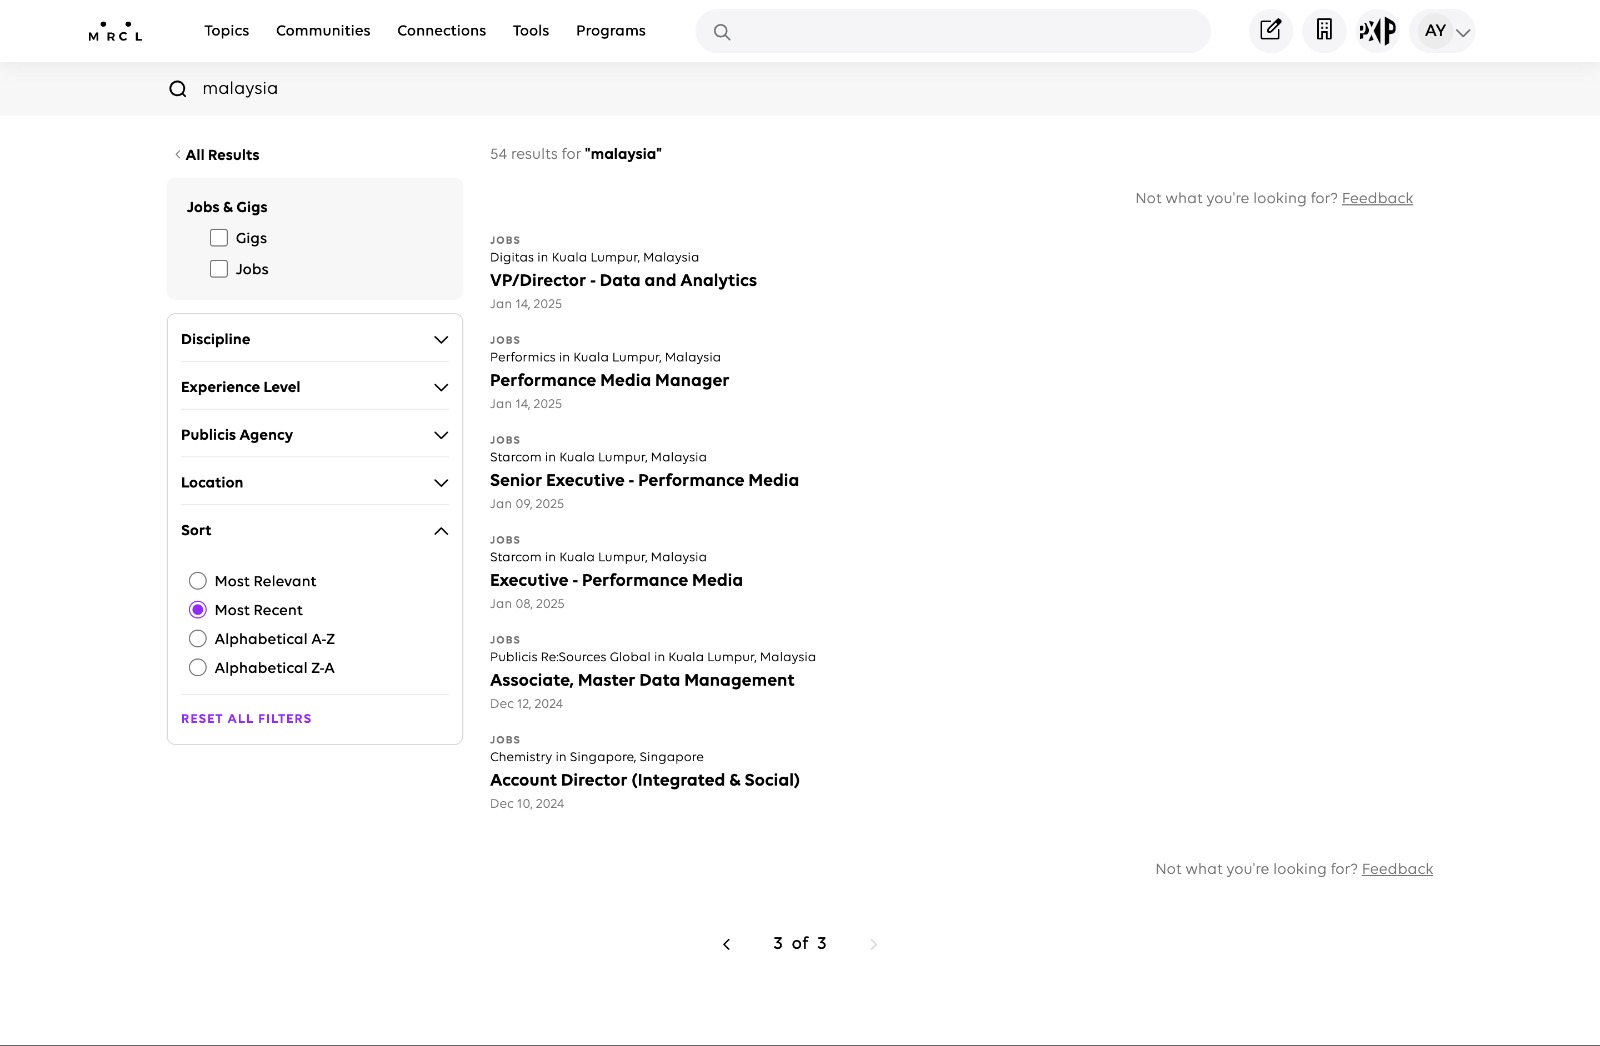 MRCL
Topics
Communities
Connections
Tools
Programs
PXP
AY
malaysia
All Results
Jobs & Gigs
Gigs
Jobs
Discipline
Experience Level
Publicis Agency
Location
Sort
Most Relevant
Most Recent
Alphabetical A-Z
Alphabetical Z-A
RESET ALL FILTERS
54 results for "malaysia"
Not what you're looking for? Feedback
JOBS
Digitas in Kuala Lumpur, Malaysia
VP/Director - Data and Analytics
Jan 14, 2025
JOBS
Performics in Kuala Lumpur, Malaysia
Performance Media Manager
Jan 14, 2025
JOBS
Starcom in Kuala Lumpur, Malaysia
Senior Executive - Performance Media
Jan 09, 2025
JOBS
Starcom in Kuala Lumpur, Malaysia
Executive - Performance Media
Jan 08, 2025
JOBS
Publicis Re:Sources Global in Kuala Lumpur, Malaysia
Associate, Master Data Management
Dec 12, 2024
JOBS
Chemistry in Singapore, Singapore
Account Director (Integrated & Social)
Dec 10, 2024
Not what you're looking for? Feedback
3 of 3